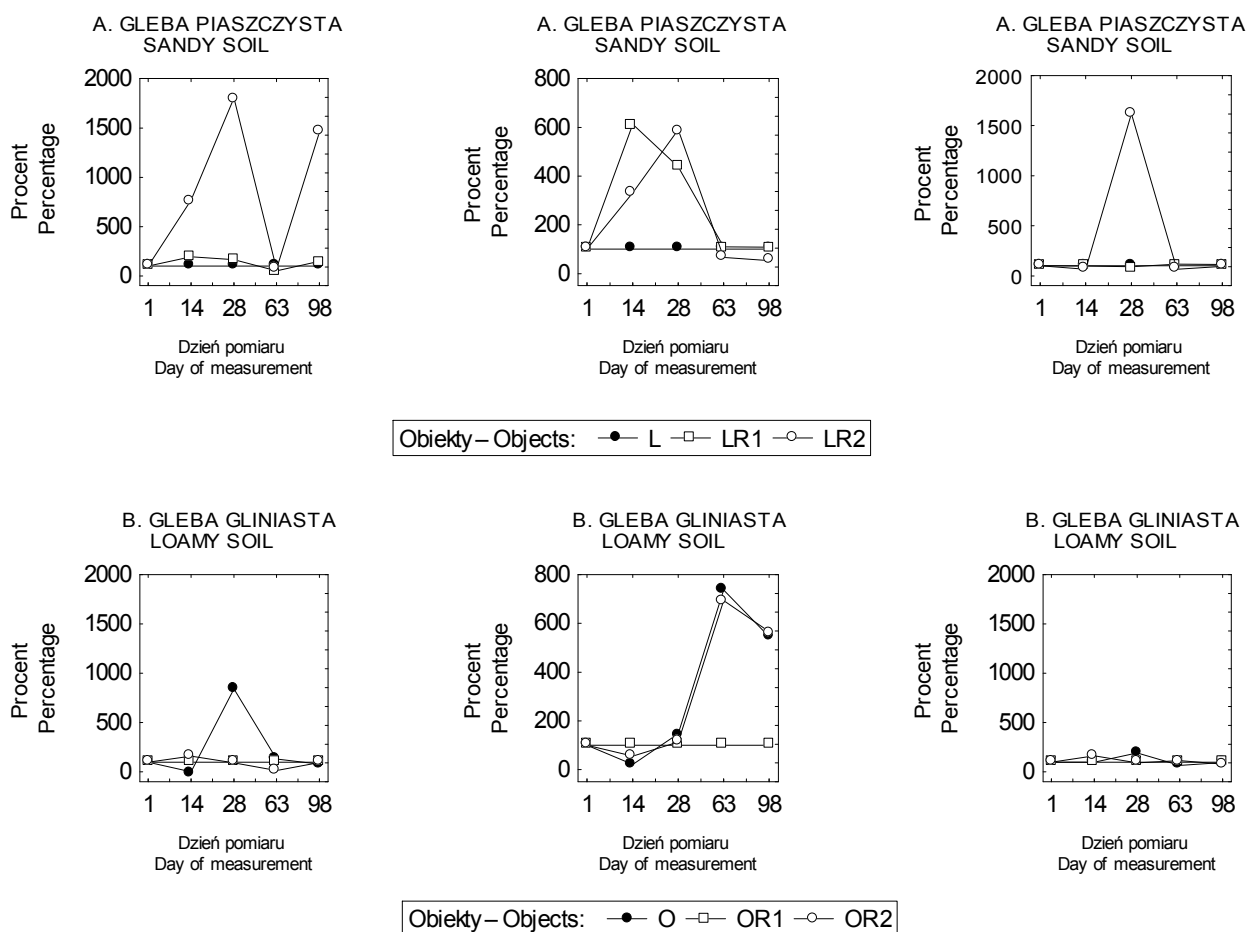 A. GLEBA PIASZCZYSTA
SANDY SOIL
Procent
Percentage
2000
1500
1000
500
0
1 14 28 63 98
Dzień pomiaru
Day of measurement
A. GLEBA PIASZCZYSTA
SANDY SOIL
Procent
Percentage
800
600
400
200
0
1 14 28 63 98
Dzień pomiaru
Day of measurement
A. GLEBA PIASZCZYSTA
SANDY SOIL
Procent
Percentage
2000
1500
1000
500
0
1 14 28 63 98
Dzień pomiaru
Day of measurement
Obiekty – Objects: L LR1 LR2
B. GLEBA GLINIASTA
LOAMY SOIL
Procent
Percentage
2000
1500
1000
500
0
1 14 28 63 98
Dzień pomiaru
Day of measurement
B. GLEBA GLINIASTA
LOAMY SOIL
Procent
Percentage
800
600
400
200
0
1 14 28 63 98
Dzień pomiaru
Day of measurement
B. GLEBA GLINIASTA
LOAMY SOIL
Procent
Percentage
2000
1500
1000
500
0
1 14 28 63 98
Dzień pomiaru
Day of measurement
Obiekty – Objects: O OR1 OR2